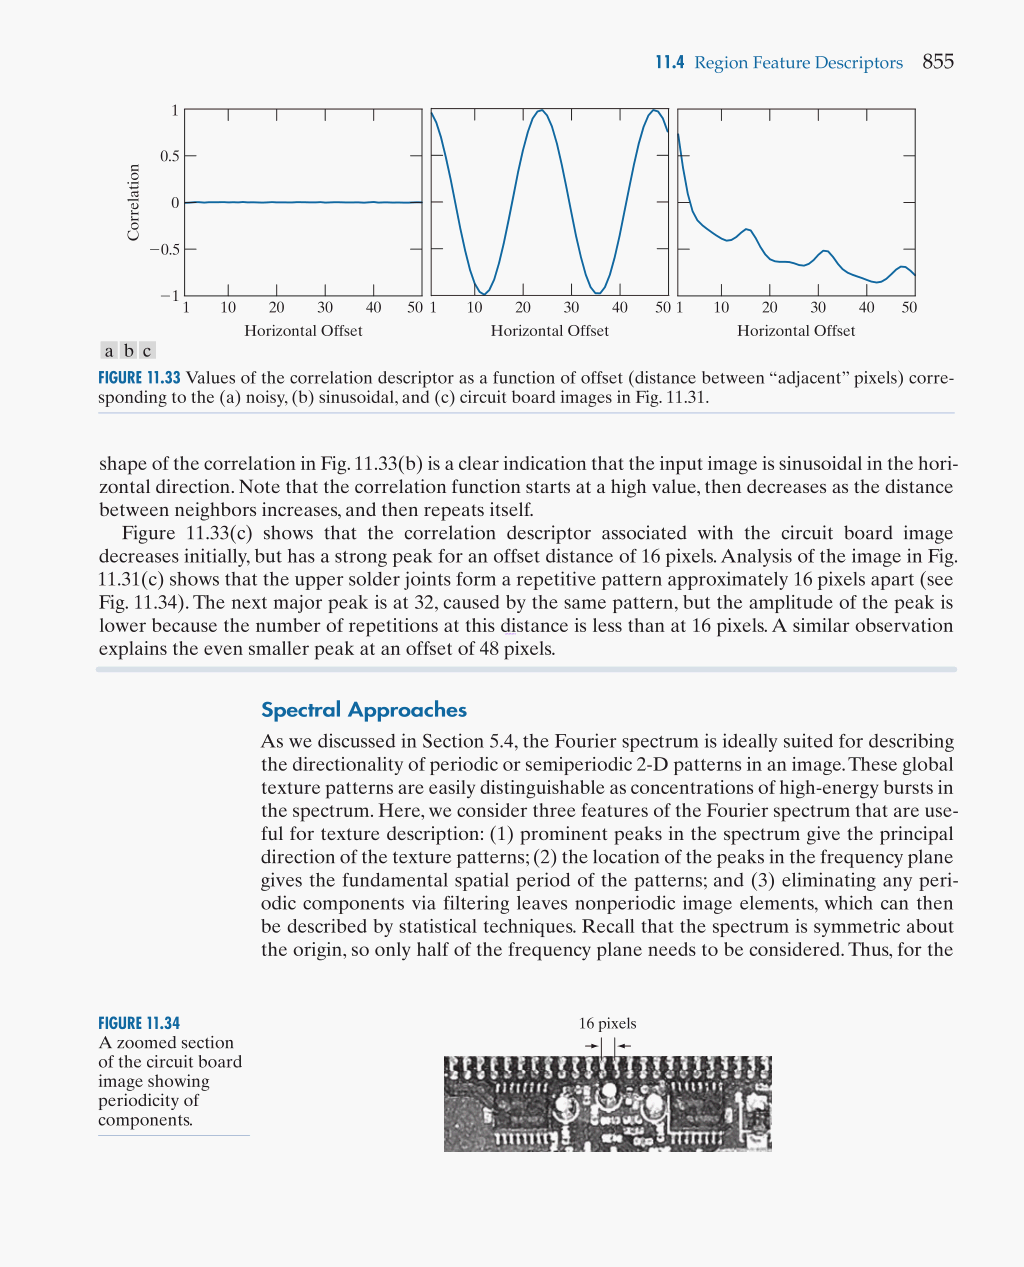 11.4 Region Feature Descriptors 855
1
0.5
0
−0.5
−1
Correlation
1 10 20 30 40 50 1 10 20 30 40 50 1 10 20 30 40 50
Horizontal Offset Horizontal Offset Horizontal Offset
a b c
FIGURE 11.33 Values of the correlation descriptor as a function of offset (distance between “adjacent” pixels) corre-
sponding to the (a) noisy, (b) sinusoidal, and (c) circuit board images in Fig. 11.31.
shape of the correlation in Fig. 11.33(b) is a clear indication that the input image is sinusoidal in the hori-
zontal direction. Note that the correlation function starts at a high value, then decreases as the distance
between neighbors increases, and then repeats itself.
Figure 11.33(c) shows that the correlation descriptor associated with the circuit board image
decreases initially, but has a strong peak for an offset distance of 16 pixels. Analysis of the image in Fig.
11.31(c) shows that the upper solder joints form a repetitive pattern approximately 16 pixels apart (see
Fig. 11.34). The next major peak is at 32, caused by the same pattern, but the amplitude of the peak is
lower because the number of repetitions at this distance is less than at 16 pixels. A similar observation
explains the even smaller peak at an offset of 48 pixels.
Spectral Approaches
As we discussed in Section 5.4, the Fourier spectrum is ideally suited for describing
the directionality of periodic or semiperiodic 2-D patterns in an image. These global
texture patterns are easily distinguishable as concentrations of high-energy bursts in
the spectrum. Here, we consider three features of the Fourier spectrum that are use-
ful for texture description: (1) prominent peaks in the spectrum give the principal
direction of the texture patterns; (2) the location of the peaks in the frequency plane
gives the fundamental spatial period of the patterns; and (3) eliminating any peri-
odic components via filtering leaves nonperiodic image elements, which can then
be described by statistical techniques. Recall that the spectrum is symmetric about
the origin, so only half of the frequency plane needs to be considered. Thus, for the
FIGURE 11.34
A zoomed section
of the circuit board
image showing
periodicity of
components.
16 pixels